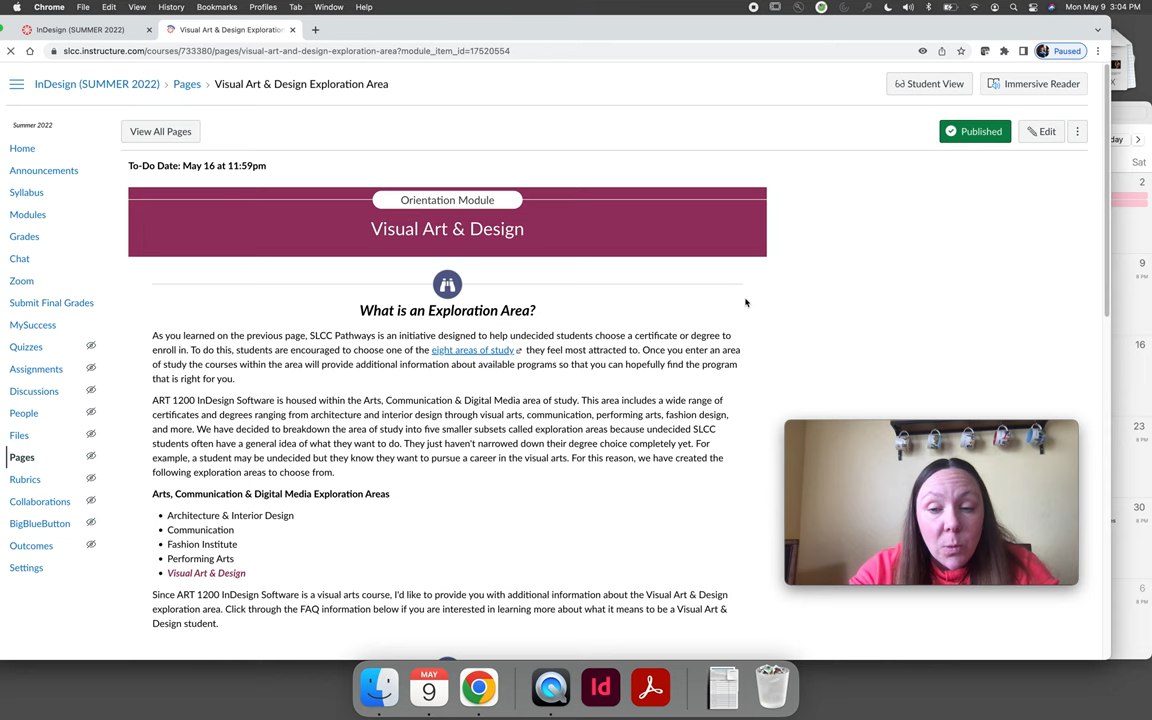 Chrome File Edit View History Bookmarks Profiles Tab Window Help Mon May 9 3:04 PM
InDesign (SUMMER 2022) Visual Art & Design Exploration
slcc.instructure.com/courses/733380/pages/visual-art-and-design-exploration-area?module_item_id=17520554 Paused
InDesign (SUMMER 2022) › Pages › Visual Art & Design Exploration Area Student View Immersive Reader
Summer 2022
View All Pages Published Edit
Home
Announcements
Syllabus
Modules
Grades
Chat
Zoom
Submit Final Grades
MySuccess
Quizzes
Assignments
Discussions
People
Files
Pages
Rubrics
Collaborations
BigBlueButton
Outcomes
Settings
To-Do Date: May 16 at 11:59pm
Orientation Module
Visual Art & Design
What is an Exploration Area?
As you learned on the previous page, SLCC Pathways is an initiative designed to help undecided students choose a certificate or degree to
enroll in. To do this, students are encouraged to choose one of the eight areas of study they feel most attracted to. Once you enter an area
of study the courses within the area will provide additional information about available programs so that you can hopefully find the program
that is right for you.
ART 1200 InDesign Software is housed within the Arts, Communication & Digital Media area of study. This area includes a wide range of
certificates and degrees ranging from architecture and interior design through visual arts, communication, performing arts, fashion design,
and more. We have decided to breakdown the area of study into five smaller subsets called exploration areas because undecided SLCC
students often have a general idea of what they want to do. They just haven't narrowed down their degree choice completely yet. For
example, a student may be undecided but they know they want to pursue a career in the visual arts. For this reason, we have created the
following exploration areas to choose from.
Arts, Communication & Digital Media Exploration Areas
• Architecture & Interior Design
• Communication
• Fashion Institute
• Performing Arts
• Visual Art & Design
Since ART 1200 InDesign Software is a visual arts course, I'd like to provide you with additional information about the Visual Art & Design
exploration area. Click through the FAQ information below if you are interested in learning more about what it means to be a Visual Art &
Design student.
day
Sat
2
9
8 PM
16
23
8 PM
30
8 PM
6
8 PM
MAY
9
Id